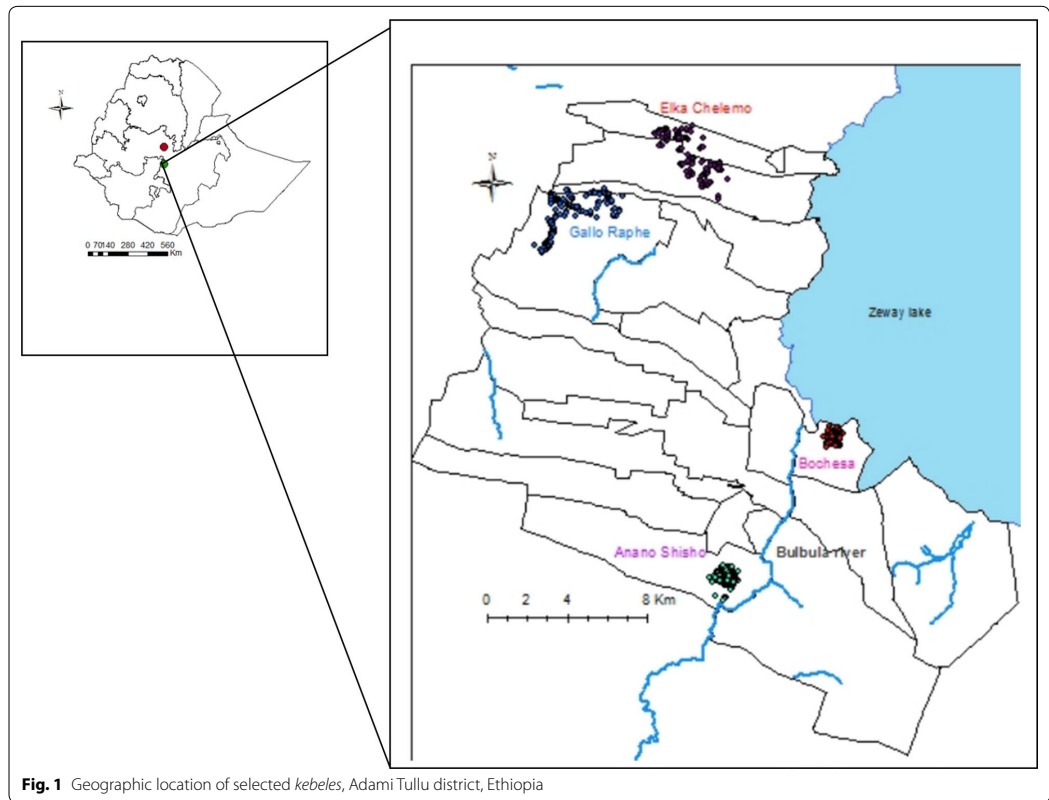 N
0 70140 280 420 560
Km
N
Elka Chelemo
Gallo Raphe
Zeway lake
Bochesa
Anano Shisho
Bulbula river
0 2 4 8 Km
Fig. 1 Geographic location of selected kebeles, Adami Tullu district, Ethiopia